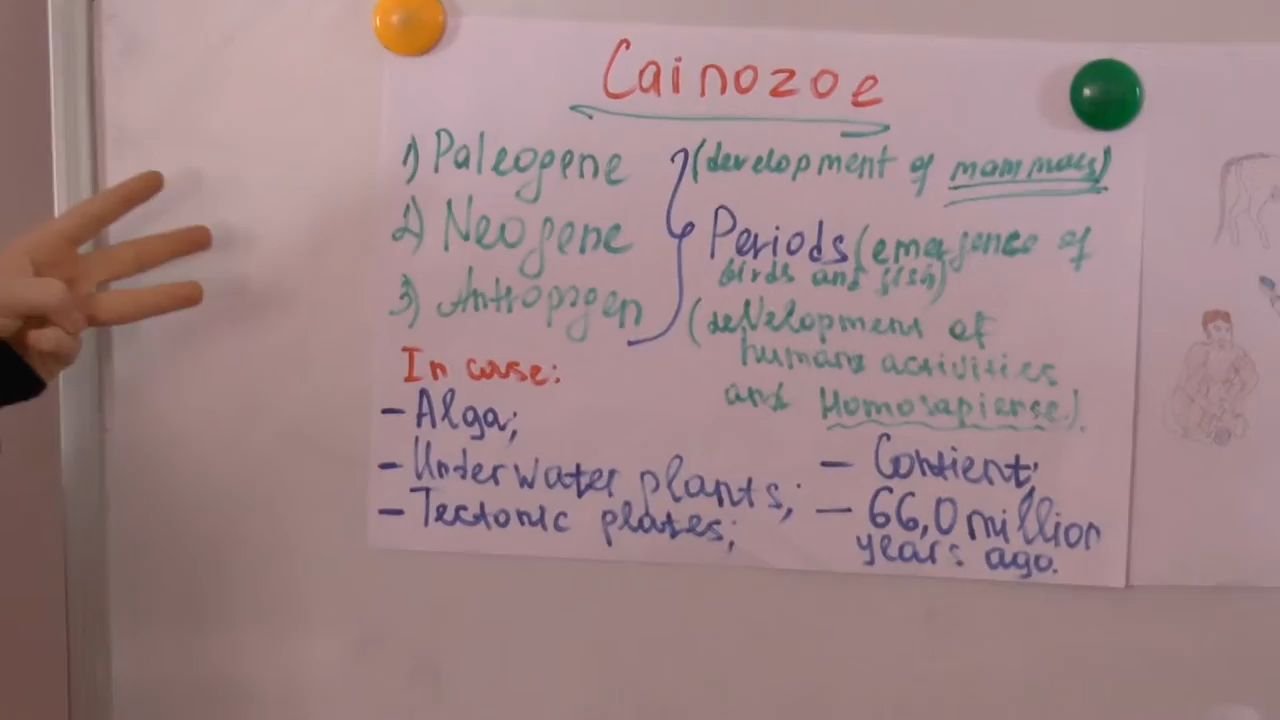 Cainozoe
1) Paleogene (development of mammals)
2) Neogene Periods (emergence of
birds and fish)
3) Antropogen (development of
humans activities
and Homosapiense).
In case:
- Alga;
- Underwater plants;
- Tectonic plates;
- Contient;
- 66,0 million
years ago.